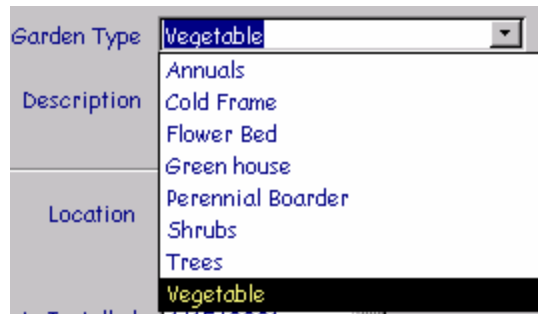 Garden Type Vegetable
Annuals
Description Cold Frame
Flower Bed
Green house
Perennial Boarder
Location
Shrubs
Trees
Vegetable